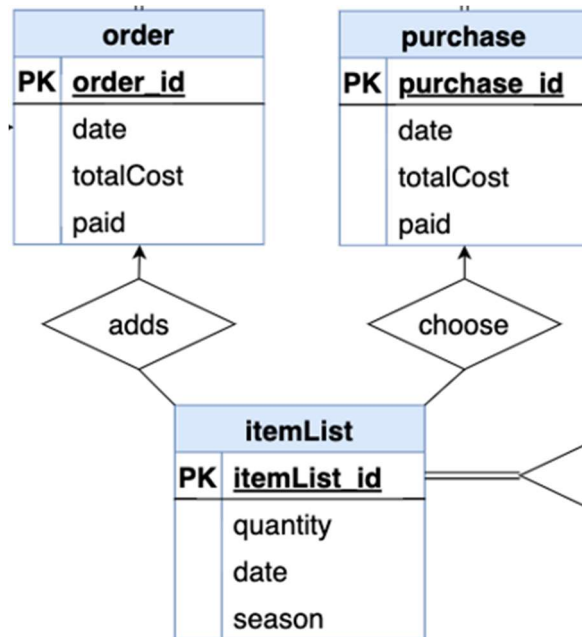 order
PK order_id
date
totalCost
paid
purchase
PK purchase_id
date
totalCost
paid
adds
choose
itemList
PK itemList_id
quantity
date
season